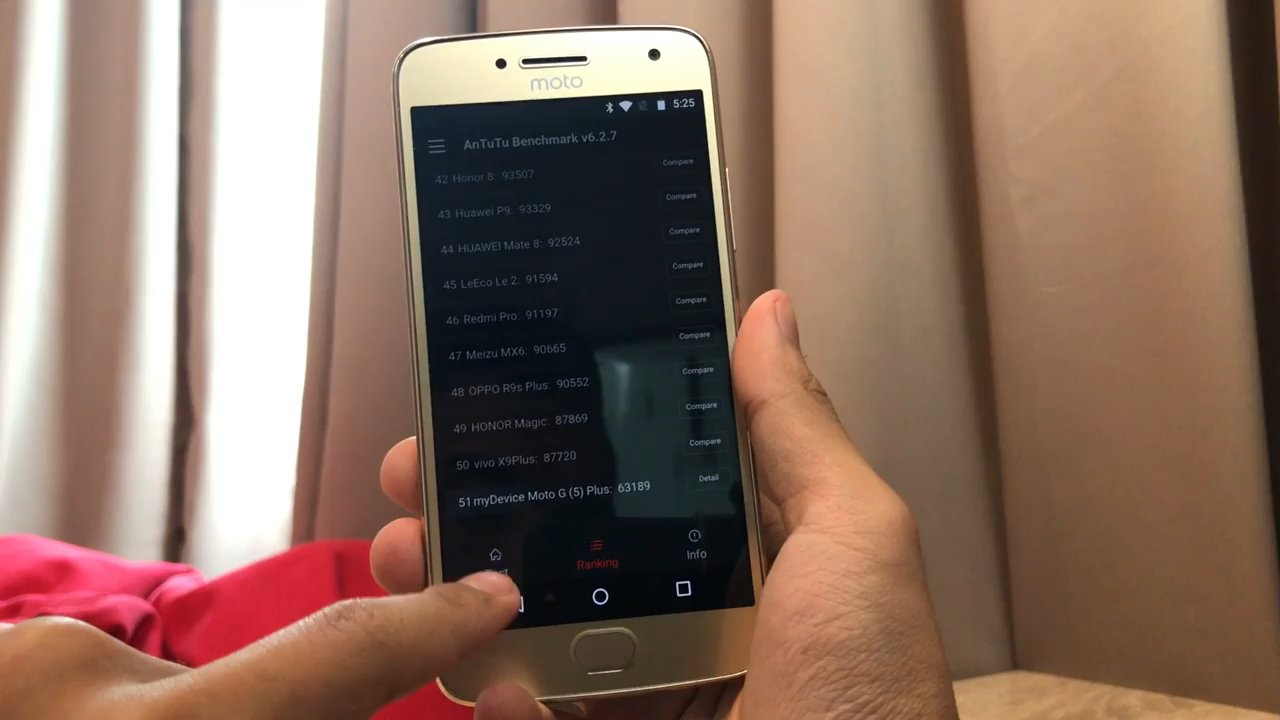 moto
5:25
AnTuTu Benchmark v6.2.7
42 Honor 8: 93507 Compare
43 Huawei P9: 93329 Compare
44 HUAWEI Mate 8: 92524 Compare
45 LeEco Le 2: 91594 Compare
46 Redmi Pro: 91197 Compare
47 Meizu MX6: 90665 Compare
48 OPPO R9s Plus: 90552 Compare
49 HONOR Magic: 87869 Compare
50 vivo X9Plus: 87720 Compare
51 myDevice Moto G (5) Plus: 63189 Detail
Ranking
Info